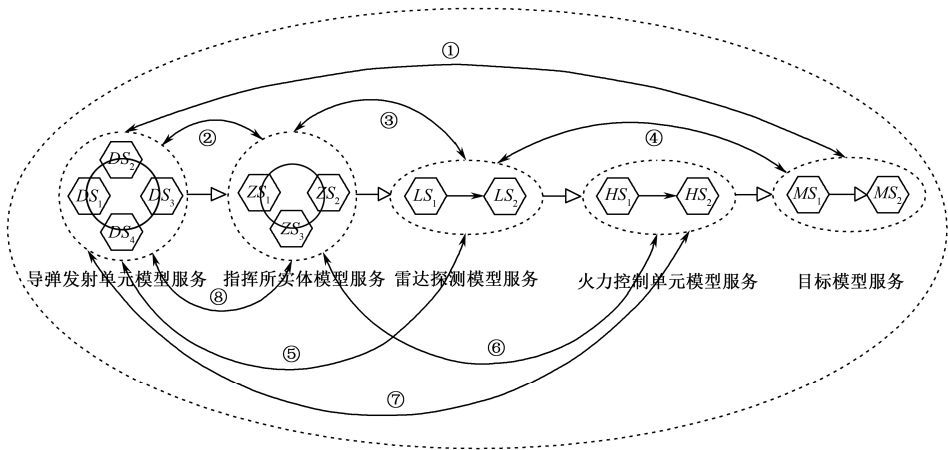 ①
②
③
④
DS₂
DS₁
DS₃
DS₄
ZS₁
ZS₂
ZS₃
LS₁
LS₂
HS₁
HS₂
MS₁
MS₂
导弹发射单元模型服务
指挥所实体模型服务
雷达探测模型服务
火力控制单元模型服务
目标模型服务
⑧
⑤
⑥
⑦